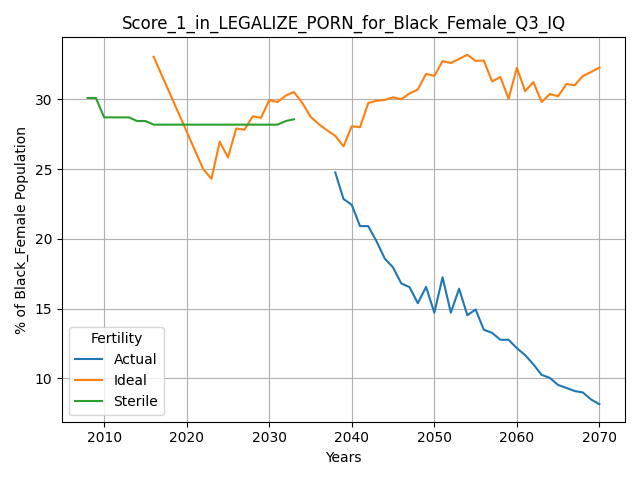 Score_1_in_LEGALIZE_PORN_for_Black_Female_Q3_IQ
% of Black_Female Population
30
25
20
15
10
Fertility
Actual
Ideal
Sterile
2010 2020 2030 2040 2050 2060 2070
Years